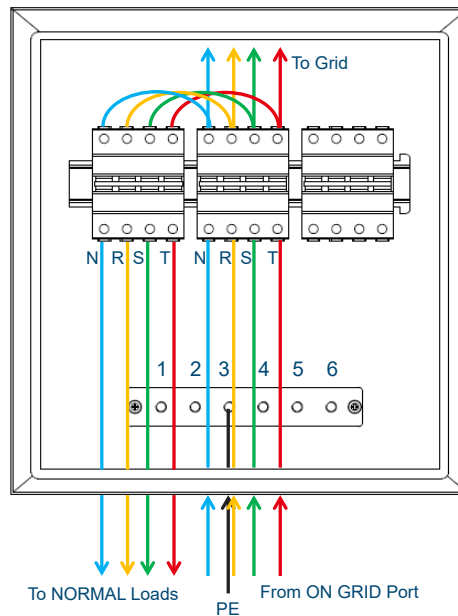 To Grid
N R S T N R S T
1 2 3 4 5 6
To NORMAL Loads
From ON GRID Port
PE